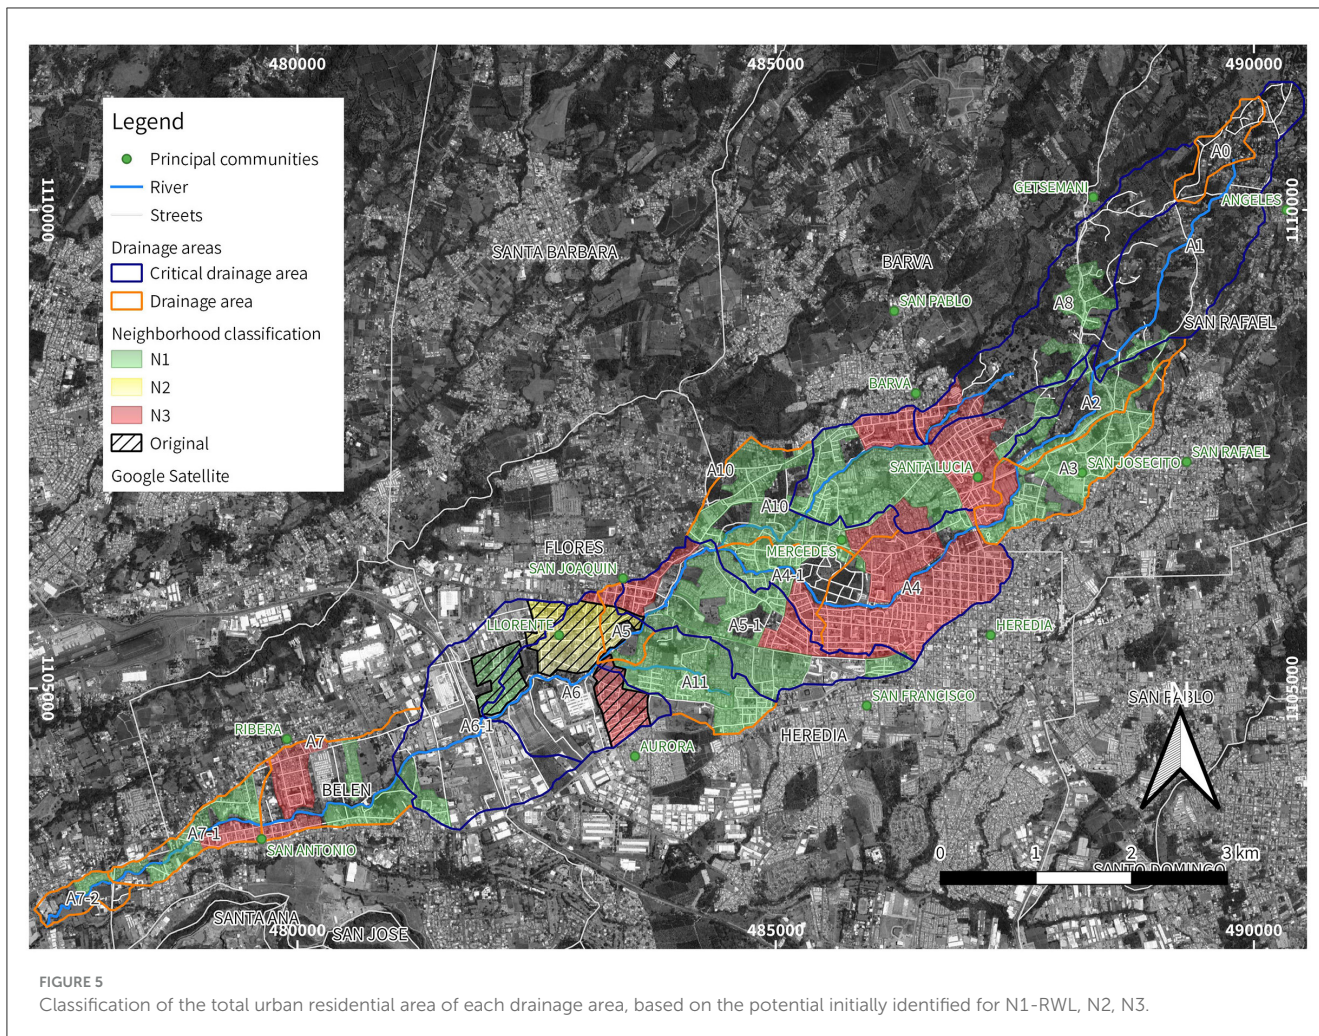 480000
485000
490000
Legend
Principal communities
River
Streets
Drainage areas
Critical drainage area
Drainage area
Neighborhood classification
N1
N2
N3
Original
Google Satellite
1110000
1110000
A0
GETSEMANI
ANGELES
A1
SANTA BARBARA
BARVA
SAN PABLO
A8
SAN RAFAEL
BARVA
A2
A10
SANTA LUCIA
A3
SAN JOSECITO
SAN RAFAEL
A10
FLORES
MERCEDES
SAN JOAQUIN
A4-1
A4
LLORENTE
A5
A5-1
HEREDIA
1105000
1105000
A6
A11
SAN FRANCISCO
SAN PABLO
RIBERA
A6-1
A7
AURORA
HEREDIA
BELEN
A7-1
SAN ANTONIO
0 1 2 3 km
SANTO DOMINGO
A7-2
SANTA ANA
SAN JOSE
480000
485000
490000
FIGURE 5
Classification of the total urban residential area of each drainage area, based on the potential initially identified for N1-RWL, N2, N3.